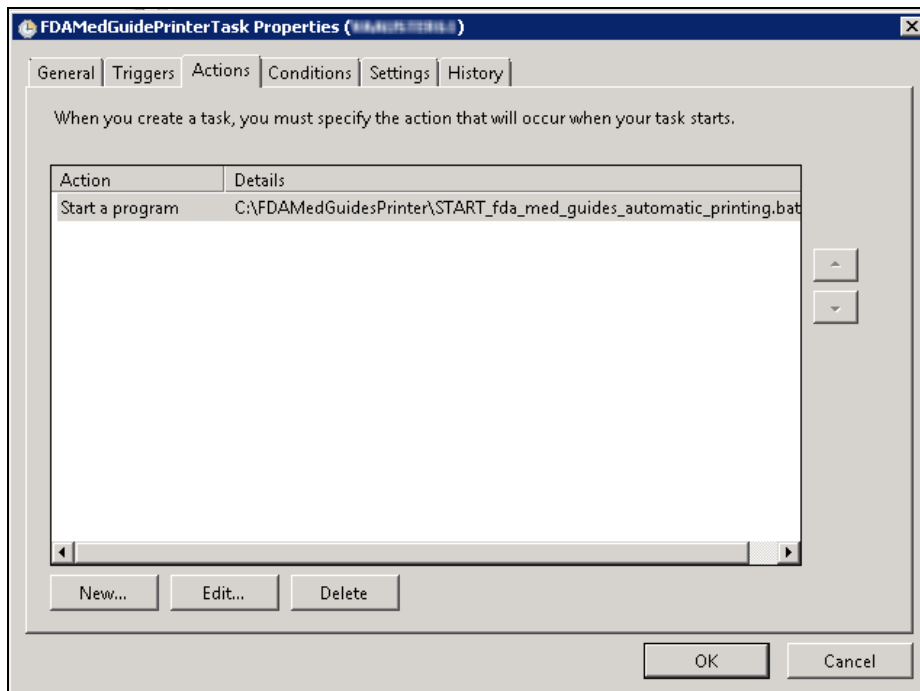 FDAMedGuidePrinterTask Properties ( )
General Triggers Actions Conditions Settings History
When you create a task, you must specify the action that will occur when your task starts.
Action Details
Start a program C:\FDAMedGuidesPrinter\START_fda_med_guides_automatic_printing.bat
New... Edit... Delete
OK Cancel